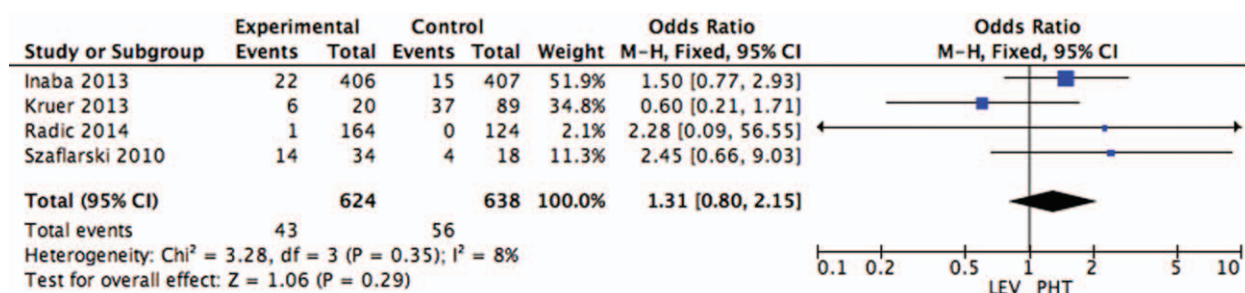 Experimental Control Odds Ratio Odds Ratio
Study or Subgroup Events Total Events Total Weight M-H, Fixed, 95% CI M-H, Fixed, 95% CI
Inaba 2013 22 406 15 407 51.9% 1.50 [0.77, 2.93]
Kruer 2013 6 20 37 89 34.8% 0.60 [0.21, 1.71]
Radic 2014 1 164 0 124 2.1% 2.28 [0.09, 56.55]
Szaflarski 2010 14 34 4 18 11.3% 2.45 [0.66, 9.03]
Total (95% CI) 624 638 100.0% 1.31 [0.80, 2.15]
Total events 43 56
Heterogeneity: Chi² = 3.28, df = 3 (P = 0.35); I² = 8%
Test for overall effect: Z = 1.06 (P = 0.29)
0.1 0.2 0.5 1 2 5 10
LEV PHT